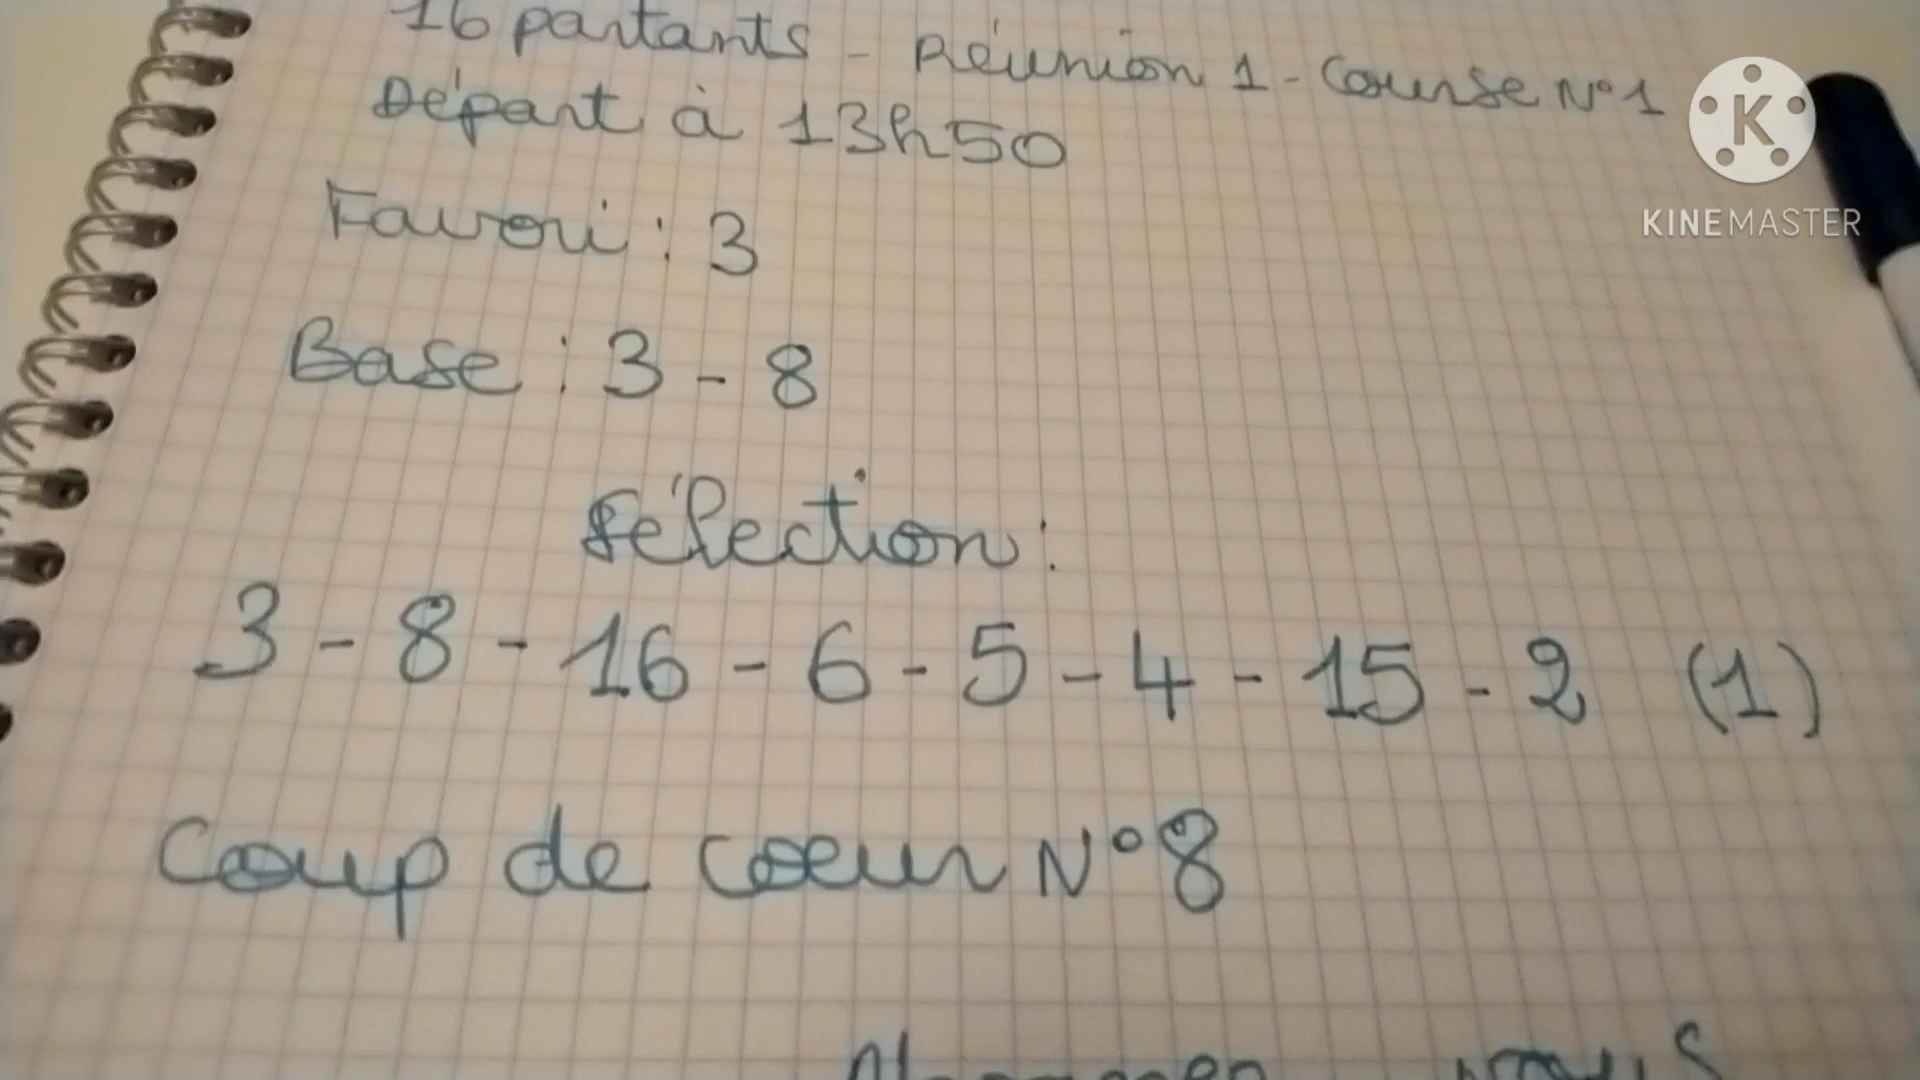 16 partants - Réunion 1 - Course N°1
Départ à 13h50
Favori : 3
Base : 3 - 8
Sélection :
3 - 8 - 16 - 6 - 5 - 4 - 15 - 2 (1)
Coup de coeur N°8
K
KINEMASTER